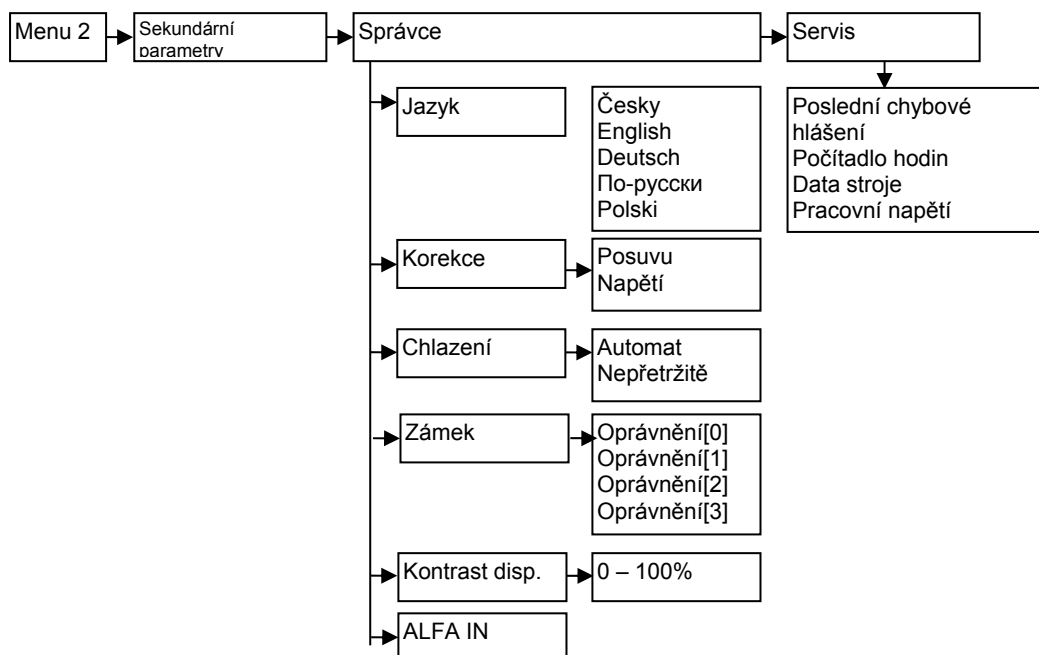 Menu 2
Sekundární
parametry
Správce
Servis
Jazyk
Česky
English
Deutsch
По-русски
Polski
Poslední chybové
hlášení
Počítadlo hodin
Data stroje
Pracovní napětí
Korekce
Posuvu
Napětí
Chlazení
Automat
Nepřetržitě
Zámek
Oprávnění[0]
Oprávnění[1]
Oprávnění[2]
Oprávnění[3]
Kontrast disp.
0 – 100%
ALFA IN